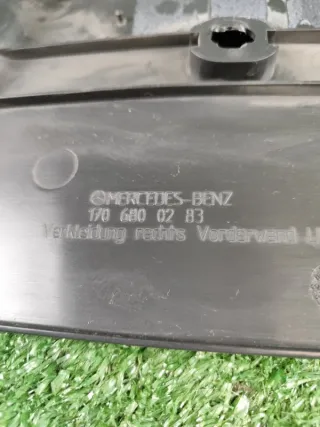 MERCEDES-BENZ
170 680 02 83
Verkleidung rechts Vorderwand